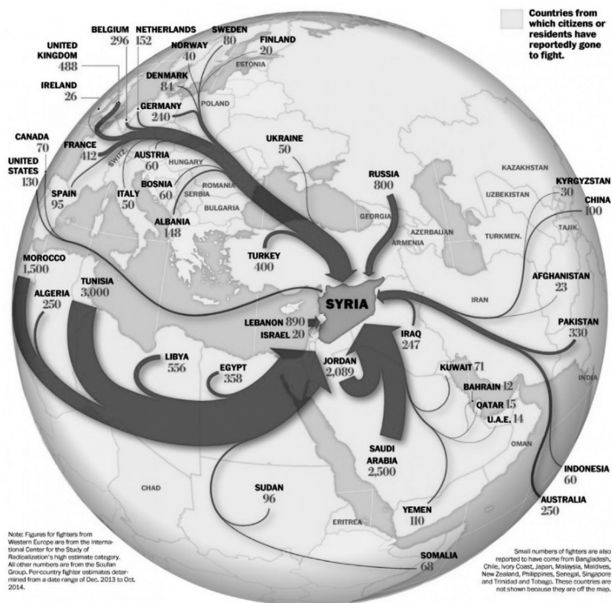 Countries from
which citizens or
residents have
reportedly gone
to fight.
BELGIUM
296
NETHERLANDS
152
SWEDEN
80
NORWAY
40
FINLAND
20
ESTONIA
UNITED
KINGDOM
488
DENMARK
84
IRELAND
26
GERMANY
240
POLAND
CANADA
70
FRANCE
412
SWITZ.
AUSTRIA
60
HUNGARY
UKRAINE
50
UNITED
STATES
130
SPAIN
95
ITALY
50
BOSNIA
60
ROMANIA
SERBIA
BULGARIA
ALBANIA
148
RUSSIA
800
KAZAKHSTAN
UZBEKISTAN
KYRGYZSTAN
30
CHINA
100
GEORGIA
AZERBAIJAN
ARMENIA
TURKMEN.
TAJIK.
MOROCCO
1,500
ALGERIA
250
TUNISIA
3,000
TURKEY
400
SYRIA
IRAN
AFGHANISTAN
23
LEBANON 890
ISRAEL 20
IRAQ
247
PAKISTAN
330
LIBYA
556
EGYPT
358
JORDAN
2,089
KUWAIT 71
BAHRAIN 12
QATAR 15
U.A.E. 14
INDIA
OMAN
SAUDI
ARABIA
2,500
CHAD
SUDAN
96
ERITREA
YEMEN
110
INDONESIA
60
AUSTRALIA
250
SOMALIA
68
Note: Figures for fighters from
Western Europe are from the Interna-
tional Center for the Study of
Radicalization's high estimate category.
All other numbers are from the Soufan
Group. Per-country fighter estimates deter-
mined from a date range of Dec. 2013 to Oct.
2014.
Small numbers of fighters are also
reported to have come from Bangladesh,
Chile, Ivory Coast, Japan, Malaysia, Maldives,
New Zealand, Philippines, Senegal, Singapore
and Trinidad and Tobago. These countries are
not shown because they are off the map.